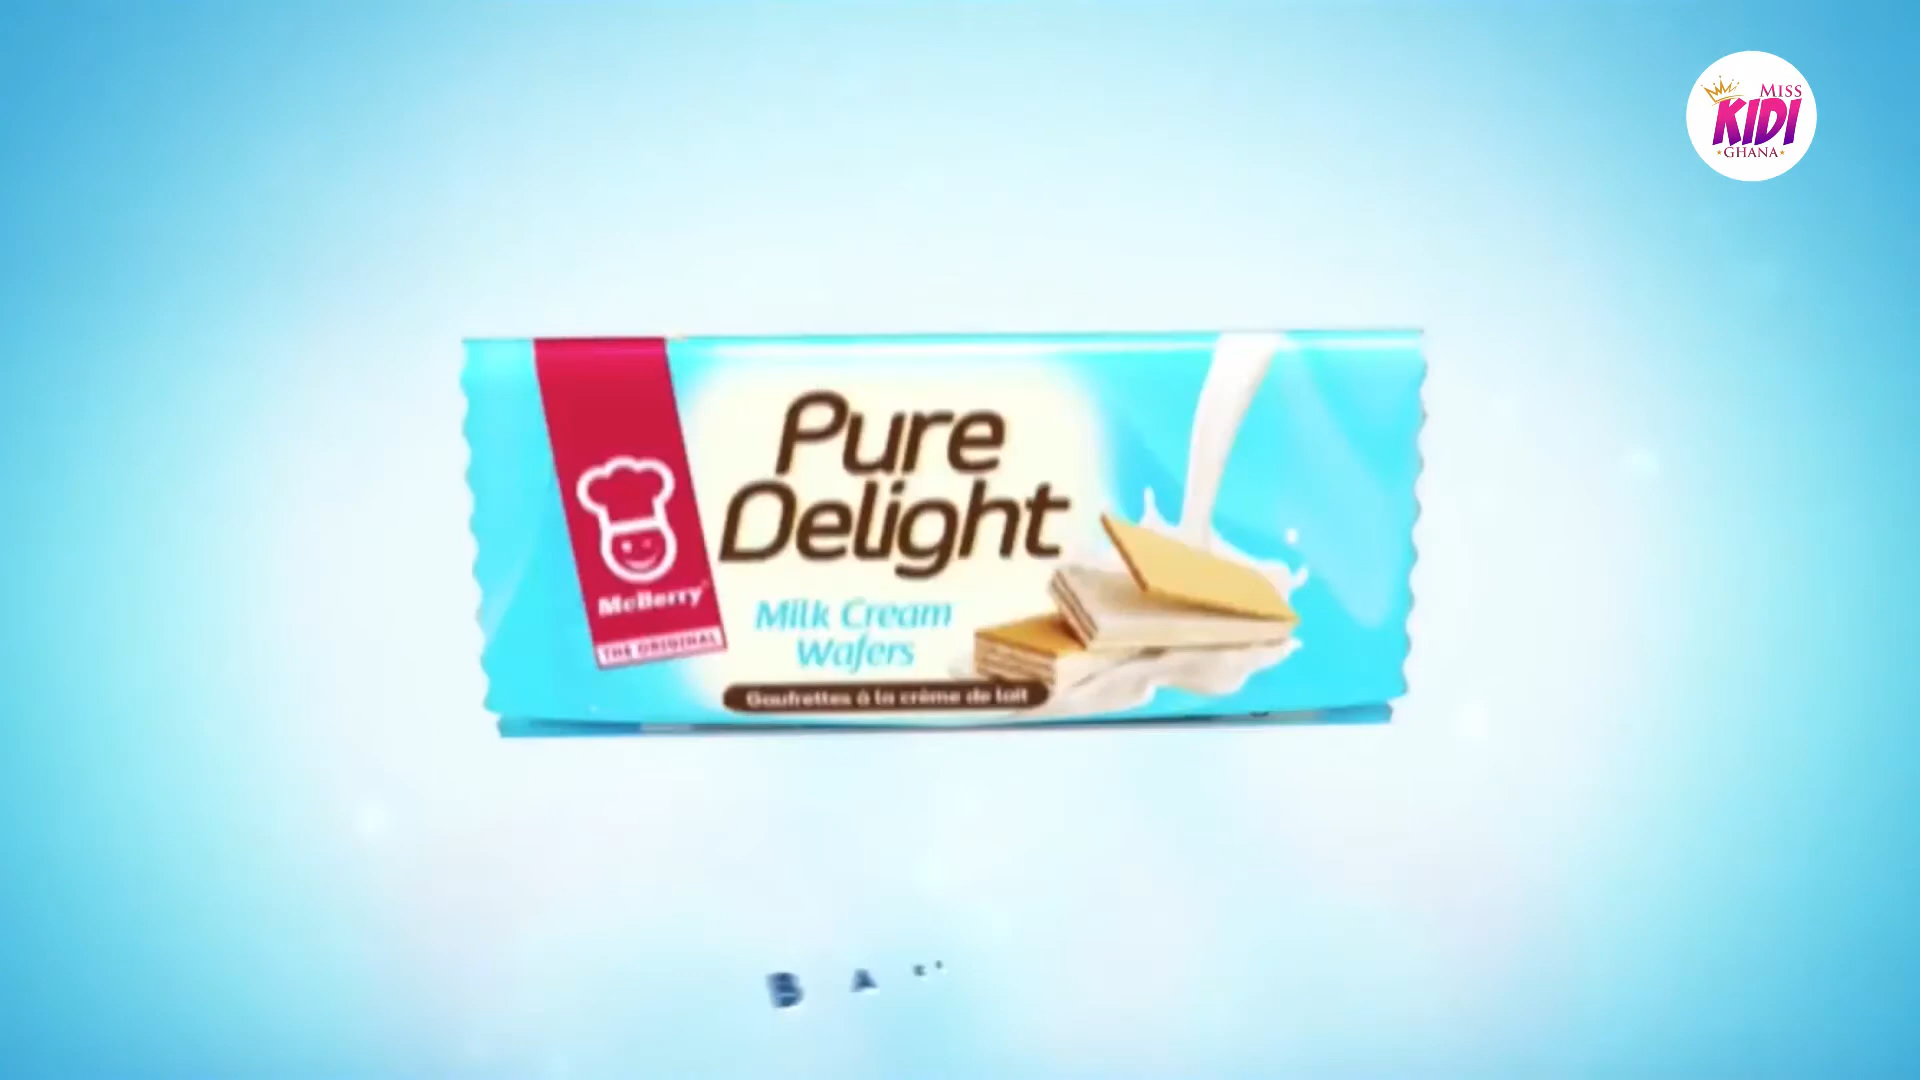 MISS
KIDI
GHANA
Pure
Delight
McBerry
THE ORIGINAL
Milk Cream
Wafers
Gaufrettes à la crème de lait
B A